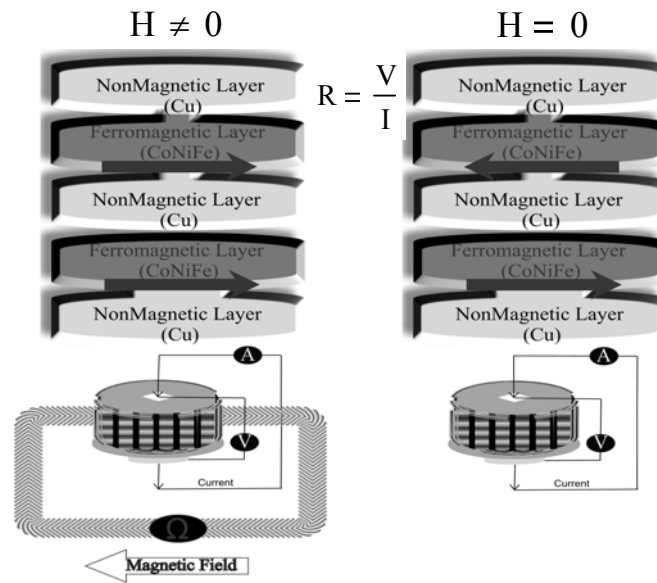 H ≠ 0
NonMagnetic Layer
(Cu)
Ferromagnetic Layer
(CoNiFe)
NonMagnetic Layer
(Cu)
Ferromagnetic Layer
(CoNiFe)
NonMagnetic Layer
(Cu)
A
V
Current
Ω
Magnetic Field
R = V
I
H = 0
NonMagnetic Layer
(Cu)
Ferromagnetic Layer
(CoNiFe)
NonMagnetic Layer
(Cu)
Ferromagnetic Layer
(CoNiFe)
NonMagnetic Layer
(Cu)
A
V
Current